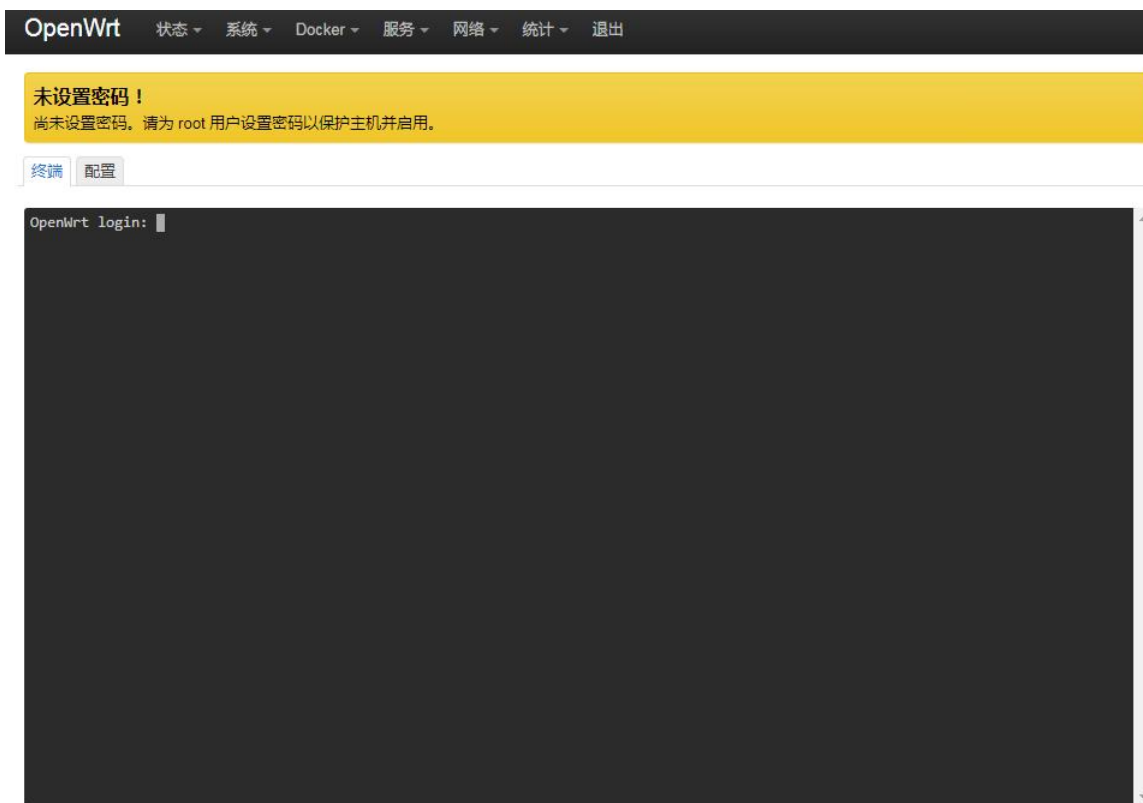 OpenWrt 状态 系统 Docker 服务 网络 统计 退出
未设置密码！
尚未设置密码。请为 root 用户设置密码以保护主机并启用。
终端 配置
OpenWrt login: